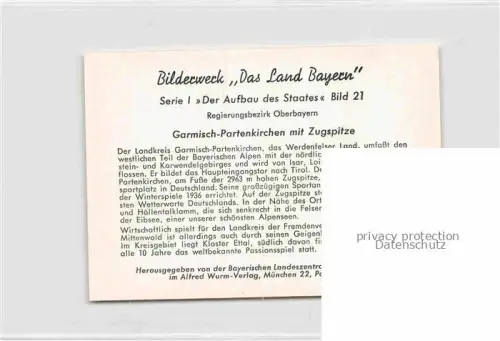 Bilderwerk „Das Land Bayern"
Serie I »Der Aufbau des Staates« Bild 21
Regierungsbezirk Oberbayern
Garmisch-Partenkirchen mit Zugspitze
Der Landkreis Garmisch-Partenkirchen, das Werdenfelser Land, umfaßt den
westlichen Teil der Bayerischen Alpen mit der nördlic
stein- und Karwendelgebirges und wird von Isar, Loi
flossen. Er bildet das Haupteingangstor nach Tirol. De
Partenkirchen, am Fuße der 2963 m hohen Zugspitze,
sportplatz in Deutschland. Seine großzügigen Sportan
der Winterspiele 1936 errichtet. Auf der Zugspitze st
sten Wetterwarte Deutschlands. In der Nähe des Ort
und Höllentalklamm, die sich senkrecht in die Felser
der Eibsee, einer unserer schönsten Alpenseen.
Wirtschaftlich spielt für den Landkreis der Fremdenve
Mittenwald ist allerdings auch durch seinen Geigenb
Im Kreisgebiet liegt Kloster Ettal, südlich davon fi
alle 10 Jahre das weltbekannte Passionsspiel statt.
Herausgegeben von der Bayerischen Landeszentra
im Alfred Wurm-Verlag, München 22, Po
privacy protection
Datenschutz